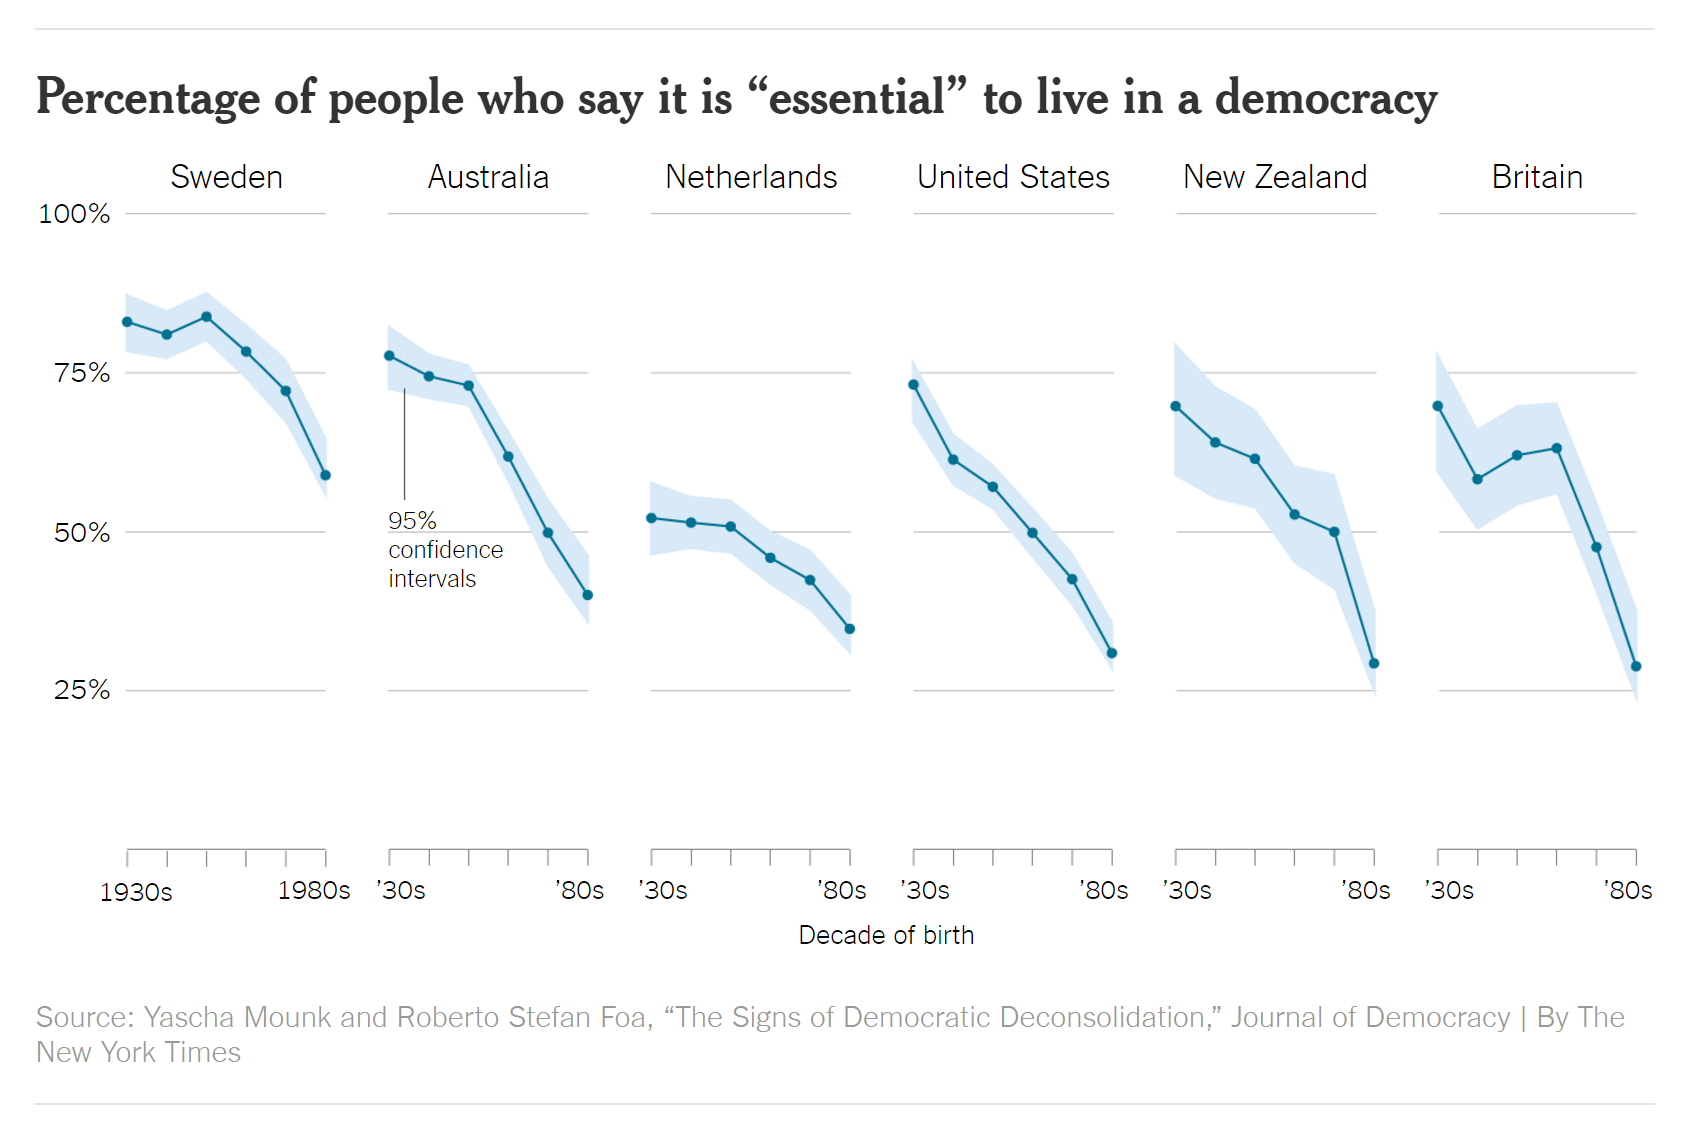 Percentage of people who say it is “essential” to live in a democracy
Sweden
Australia
Netherlands
United States
New Zealand
Britain
100%
75%
50%
25%
95%
confidence
intervals
1930s
1980s
’30s
’80s
’30s
’80s
’30s
’80s
’30s
’80s
’30s
’80s
Decade of birth
Source: Yascha Mounk and Roberto Stefan Foa, “The Signs of Democratic Deconsolidation,” Journal of Democracy | By The
New York Times